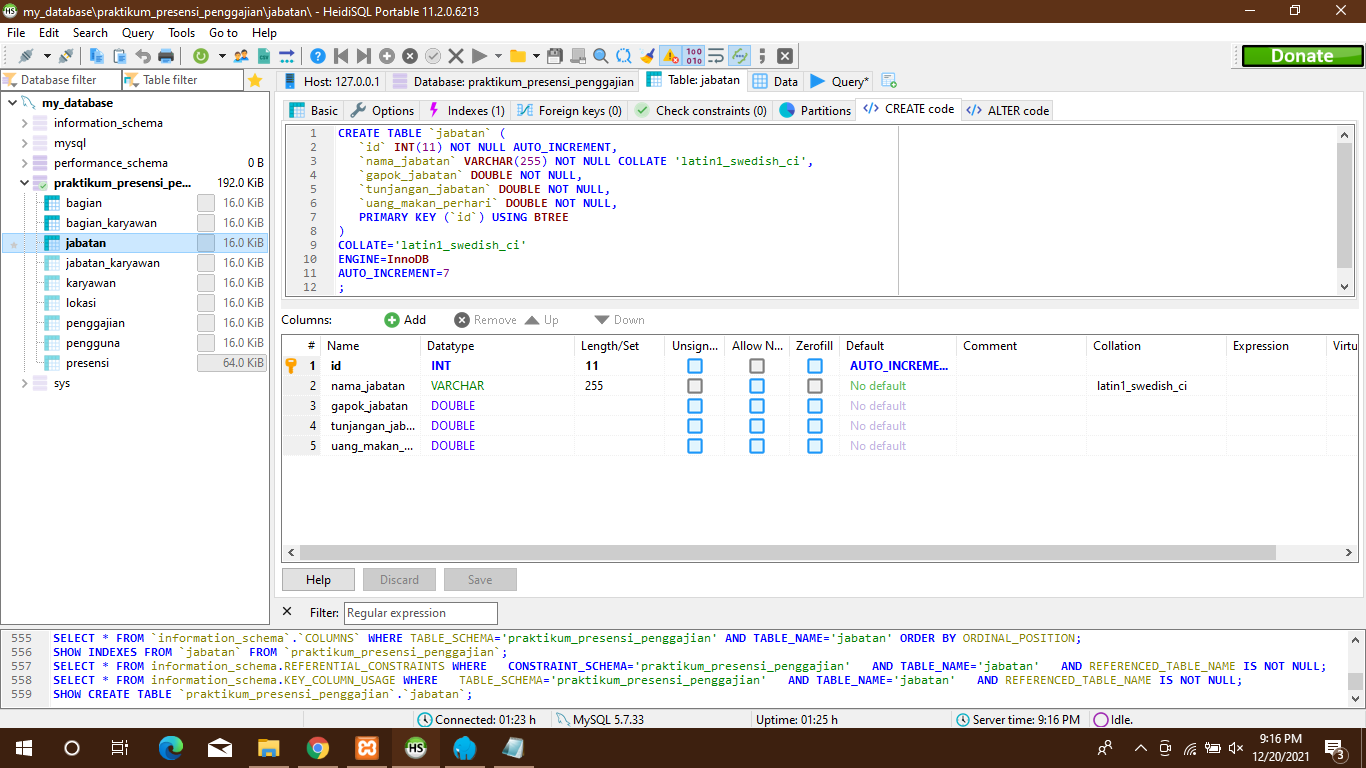 my_database\praktikum_presensi_penggajian\jabatan\ - HeidiSQL Portable 11.2.0.6213
File Edit Search Query Tools Go to Help
Donate
Database filter Table filter
my_database
information_schema
mysql
performance_schema 0 B
praktikum_presensi_pe... 192.0 KiB
bagian 16.0 KiB
bagian_karyawan 16.0 KiB
jabatan 16.0 KiB
jabatan_karyawan 16.0 KiB
karyawan 16.0 KiB
lokasi 16.0 KiB
penggajian 16.0 KiB
pengguna 16.0 KiB
presensi 64.0 KiB
sys
Host: 127.0.0.1 Database: praktikum_presensi_penggajian Table: jabatan Data Query*
Basic Options Indexes (1) Foreign keys (0) Check constraints (0) Partitions CREATE code ALTER code
1 CREATE TABLE `jabatan` (
2 `id` INT(11) NOT NULL AUTO_INCREMENT,
3 `nama_jabatan` VARCHAR(255) NOT NULL COLLATE 'latin1_swedish_ci',
4 `gapok_jabatan` DOUBLE NOT NULL,
5 `tunjangan_jabatan` DOUBLE NOT NULL,
6 `uang_makan_perhari` DOUBLE NOT NULL,
7 PRIMARY KEY (`id`) USING BTREE
8 )
9 COLLATE='latin1_swedish_ci'
10 ENGINE=InnoDB
11 AUTO_INCREMENT=7
12 ;
Columns: Add Remove Up Down
# Name Datatype Length/Set Unsign... Allow N... Zerofill Default Comment Collation Expression Virtu
1 id INT 11 AUTO_INCREME...
2 nama_jabatan VARCHAR 255 No default latin1_swedish_ci
3 gapok_jabatan DOUBLE No default
4 tunjangan_jab... DOUBLE No default
5 uang_makan_... DOUBLE No default
Help Discard Save
Filter: Regular expression
555 SELECT * FROM `information_schema`.`COLUMNS` WHERE TABLE_SCHEMA='praktikum_presensi_penggajian' AND TABLE_NAME='jabatan' ORDER BY ORDINAL_POSITION;
556 SHOW INDEXES FROM `jabatan` FROM `praktikum_presensi_penggajian`;
557 SELECT * FROM information_schema.REFERENTIAL_CONSTRAINTS WHERE CONSTRAINT_SCHEMA='praktikum_presensi_penggajian' AND TABLE_NAME='jabatan' AND REFERENCED_TABLE_NAME IS NOT NULL;
558 SELECT * FROM information_schema.KEY_COLUMN_USAGE WHERE TABLE_SCHEMA='praktikum_presensi_penggajian' AND TABLE_NAME='jabatan' AND REFERENCED_TABLE_NAME IS NOT NULL;
559 SHOW CREATE TABLE `praktikum_presensi_penggajian`.`jabatan`;
Connected: 01:23 h MySQL 5.7.33 Uptime: 01:25 h Server time: 9:16 PM Idle.
HS
9:16 PM
12/20/2021
3